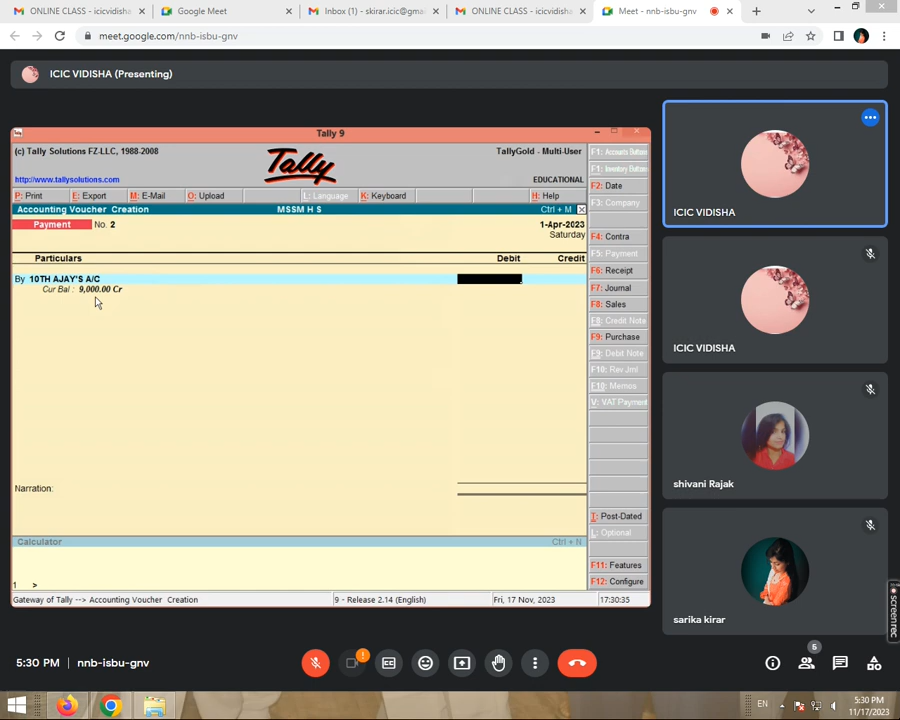 ONLINE CLASS - icicvidish
Google Meet
Inbox (1) - skirar.icic@gma
ONLINE CLASS - icicvidish
Meet - nnb-isbu-gnv
meet.google.com/nnb-isbu-gnv
ICIC VIDISHA (Presenting)
Tally 9
(c) Tally Solutions FZ-LLC, 1988-2008
Tally
TallyGold - Multi-User
http://www.tallysolutions.com
EDUCATIONAL
P: Print
E: Export
M: E-Mail
O: Upload
L: Language
K: Keyboard
H: Help
Accounting Voucher Creation
MSSM H S
Ctrl + M
Payment
No. 2
1-Apr-2023
Saturday
Particulars
Debit
Credit
By 10TH AJAY'S A/C
Cur Bal : 9,000.00 Cr
Narration:
Calculator
Ctrl + N
1 >
Gateway of Tally --> Accounting Voucher Creation
9 - Release 2.14 (English)
Fri, 17 Nov, 2023
17:30:35
F1: Accounts Buttons
F1: Inventory Buttons
F2: Date
F3: Company
F4: Contra
F5: Payment
F6: Receipt
F7: Journal
F8: Sales
F8: Credit Note
F9: Purchase
F9: Debit Note
F10: Rev Jrnl
F10: Memos
V: VAT Payment
T: Post-Dated
L: Optional
F11: Features
F12: Configure
ICIC VIDISHA
ICIC VIDISHA
shivani Rajak
sarika kirar
screenrec
5:30 PM | nnb-isbu-gnv
5
EN
5:30 PM
11/17/2023